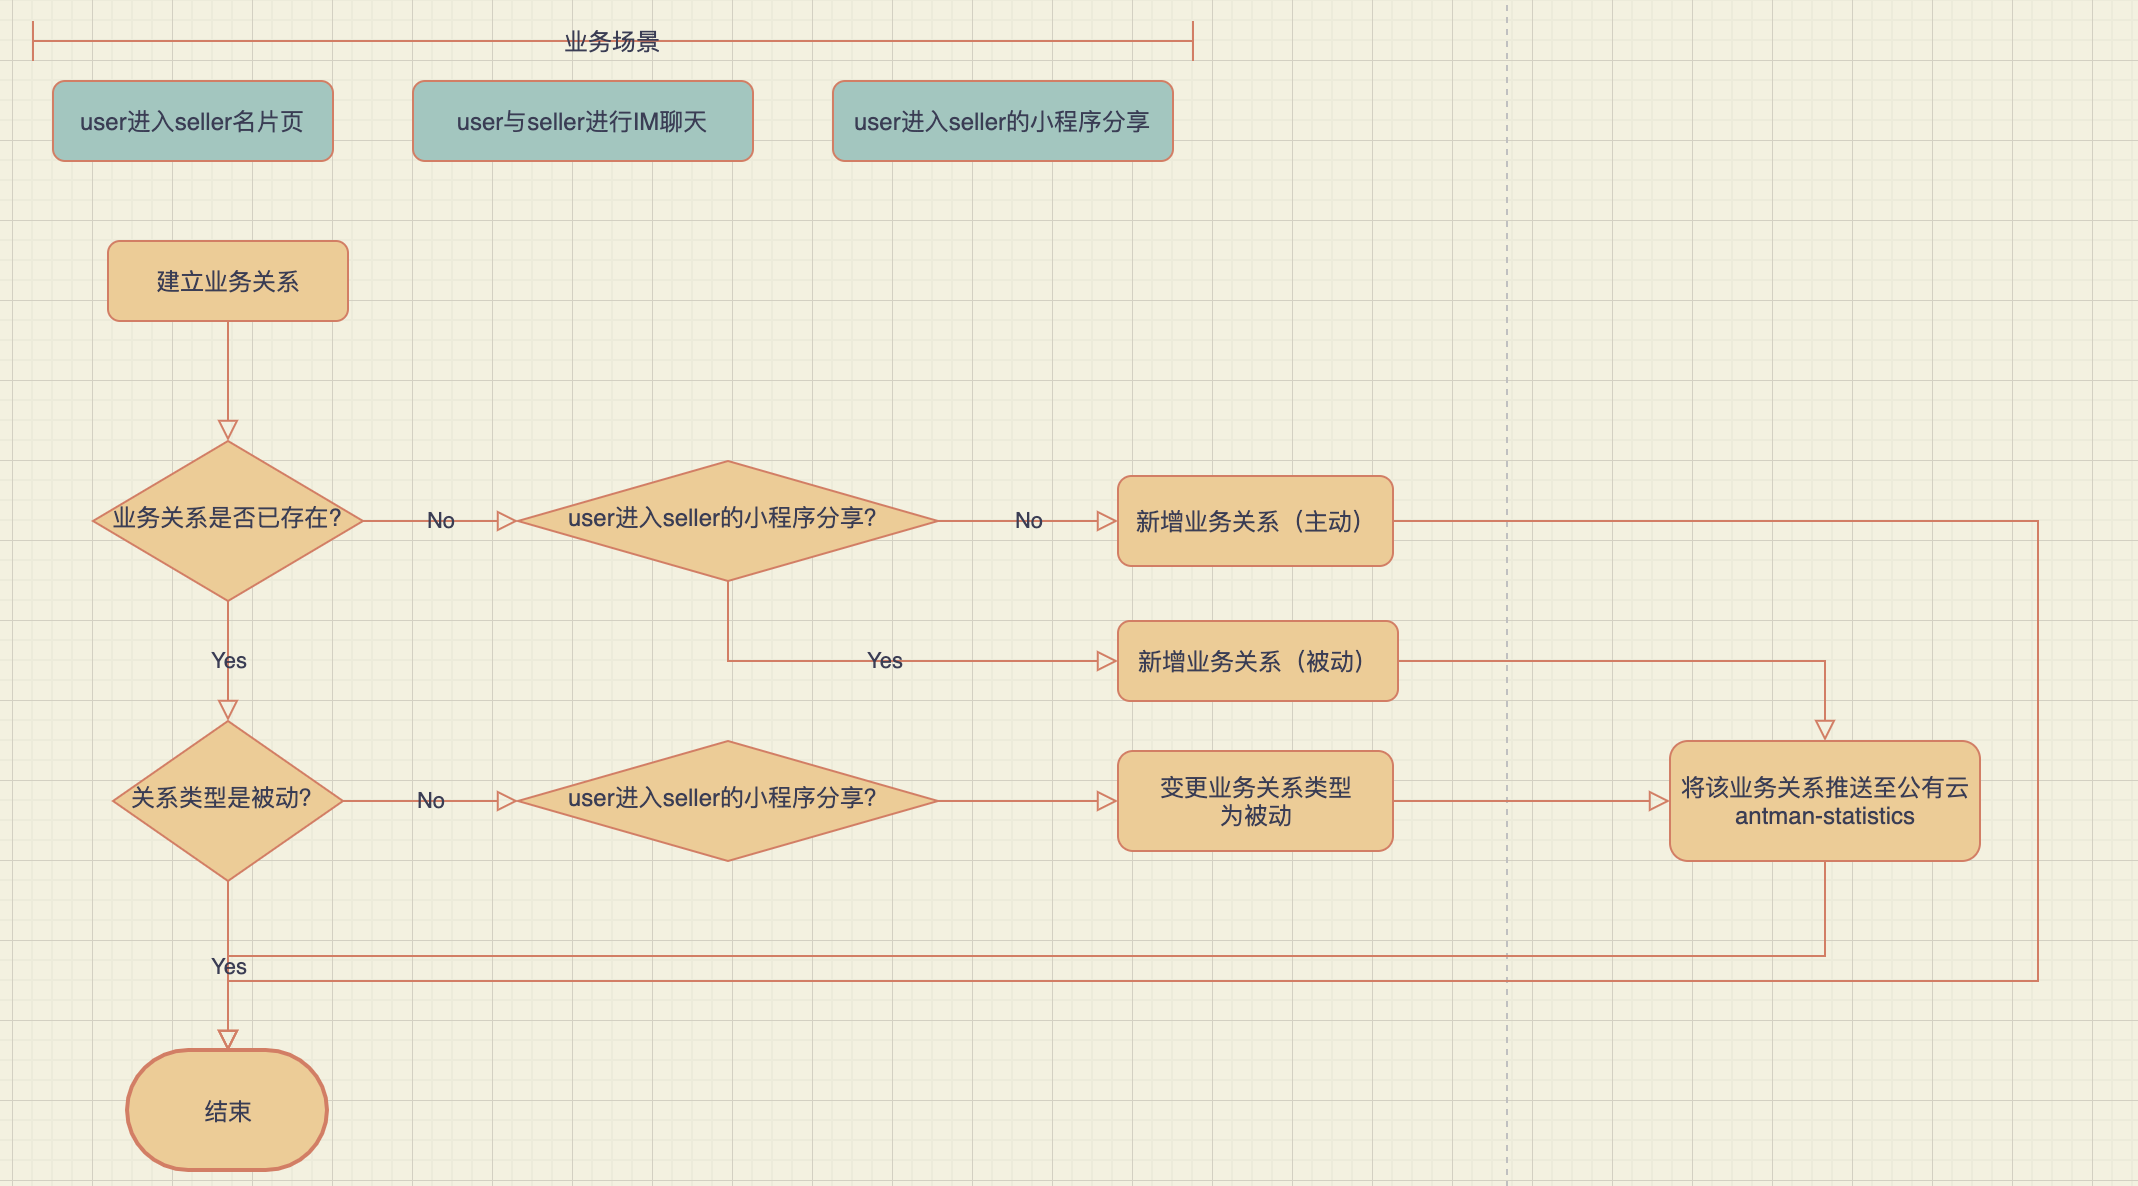 业务场景
user进入seller名片页
user与seller进行IM聊天
user进入seller的小程序分享
建立业务关系
业务关系是否已存在?
No
user进入seller的小程序分享?
No
新增业务关系（主动）
Yes
Yes
新增业务关系（被动）
关系类型是被动?
No
user进入seller的小程序分享?
变更业务关系类型
为被动
将该业务关系推送至公有云
antman-statistics
Yes
结束